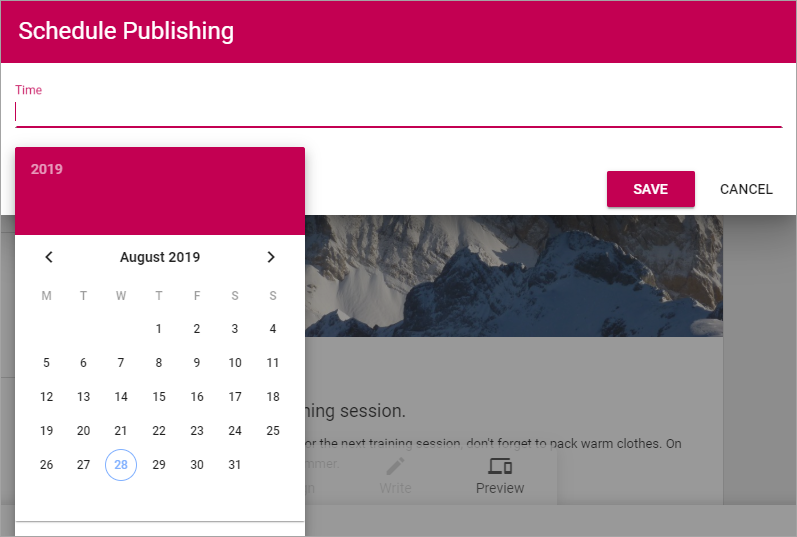 Schedule Publishing
Time
2019
SAVE CANCEL
August 2019
M T W T F S S
1 2 3 4
5 6 7 8 9 10 11
12 13 14 15 16 17 18
19 20 21 22 23 24 25
26 27 28 29 30 31
ning session.
or the next training session, don't forget to pack warm clothes. On
mmer.
gn Write Preview